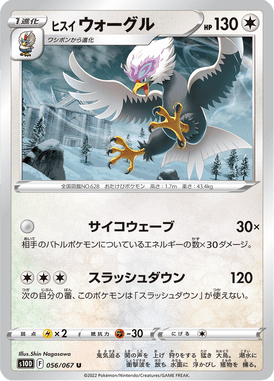 1進化
ヒスイ ウォーグル
HP 130
ワシボンから進化
全国図鑑NO.628 おたけびポケモン 高さ:1.7m 重さ:43.4kg
サイコウェーブ 30×
相手のバトルポケモンについているエネルギーの数×30ダメージ。
スラッシュダウン 120
次の自分の番、このポケモンは「スラッシュダウン」が使えない。
弱点 ×2 抵抗力 -30 にげる
Illus.Shin Nagasawa
s10D F 056/067 U
©2022 Pokémon/Nintendo/Creatures/GAME FREAK.